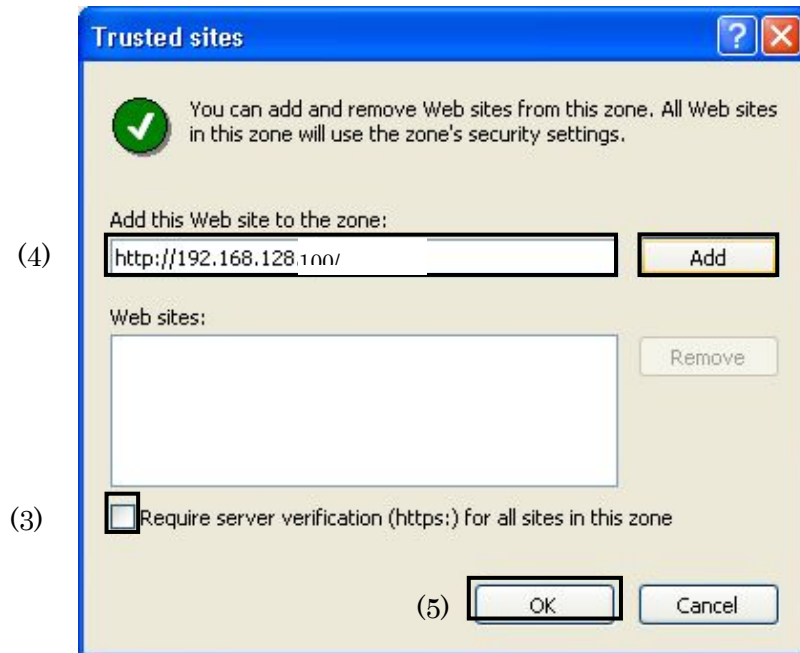 Trusted sites
You can add and remove Web sites from this zone. All Web sites
in this zone will use the zone's security settings.
Add this Web site to the zone:
(4) http://192.168.128.100/ Add
Web sites:
Remove
(3) Require server verification (https:) for all sites in this zone
(5) OK Cancel